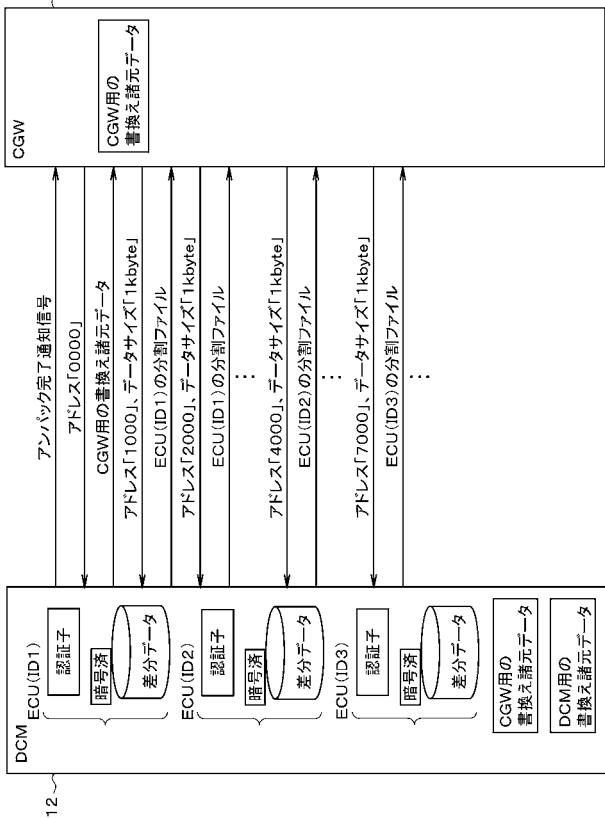 12
DCM
ECU(ID1)
認証子
暗号済
差分データ
ECU(ID2)
認証子
暗号済
差分データ
ECU(ID3)
認証子
暗号済
差分データ
CGW用の
書換え諸元データ
DCM用の
書換え諸元データ
アンパック完了通知信号
アドレス「0000」
CGW用の書換え諸元データ
アドレス「1000」、データサイズ「1kbyte」
ECU(ID1)の分割ファイル
アドレス「2000」、データサイズ「1kbyte」
ECU(ID1)の分割ファイル
…
アドレス「4000」、データサイズ「1kbyte」
ECU(ID2)の分割ファイル
…
アドレス「7000」、データサイズ「1kbyte」
ECU(ID3)の分割ファイル
…
CGW
CGW用の
書換え諸元データ